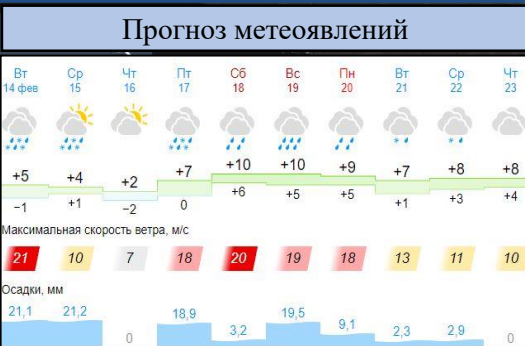 Прогноз метеоявлений
Вт Ср Чт Пт Сб Вс Пн Вт Ср Чт
14 фев 15 16 17 18 19 20 21 22 23
+5 +4 +2 +7 +10 +10 +9 +7 +8 +8
−1 +1 −2 0 +6 +5 +5 +1 +3 +4
Максимальная скорость ветра, м/с
21 10 7 18 20 19 18 13 11 10
Осадки, мм
21,1 21,2 0 18,9 3,2 19,5 9,1 2,3 2,9 0